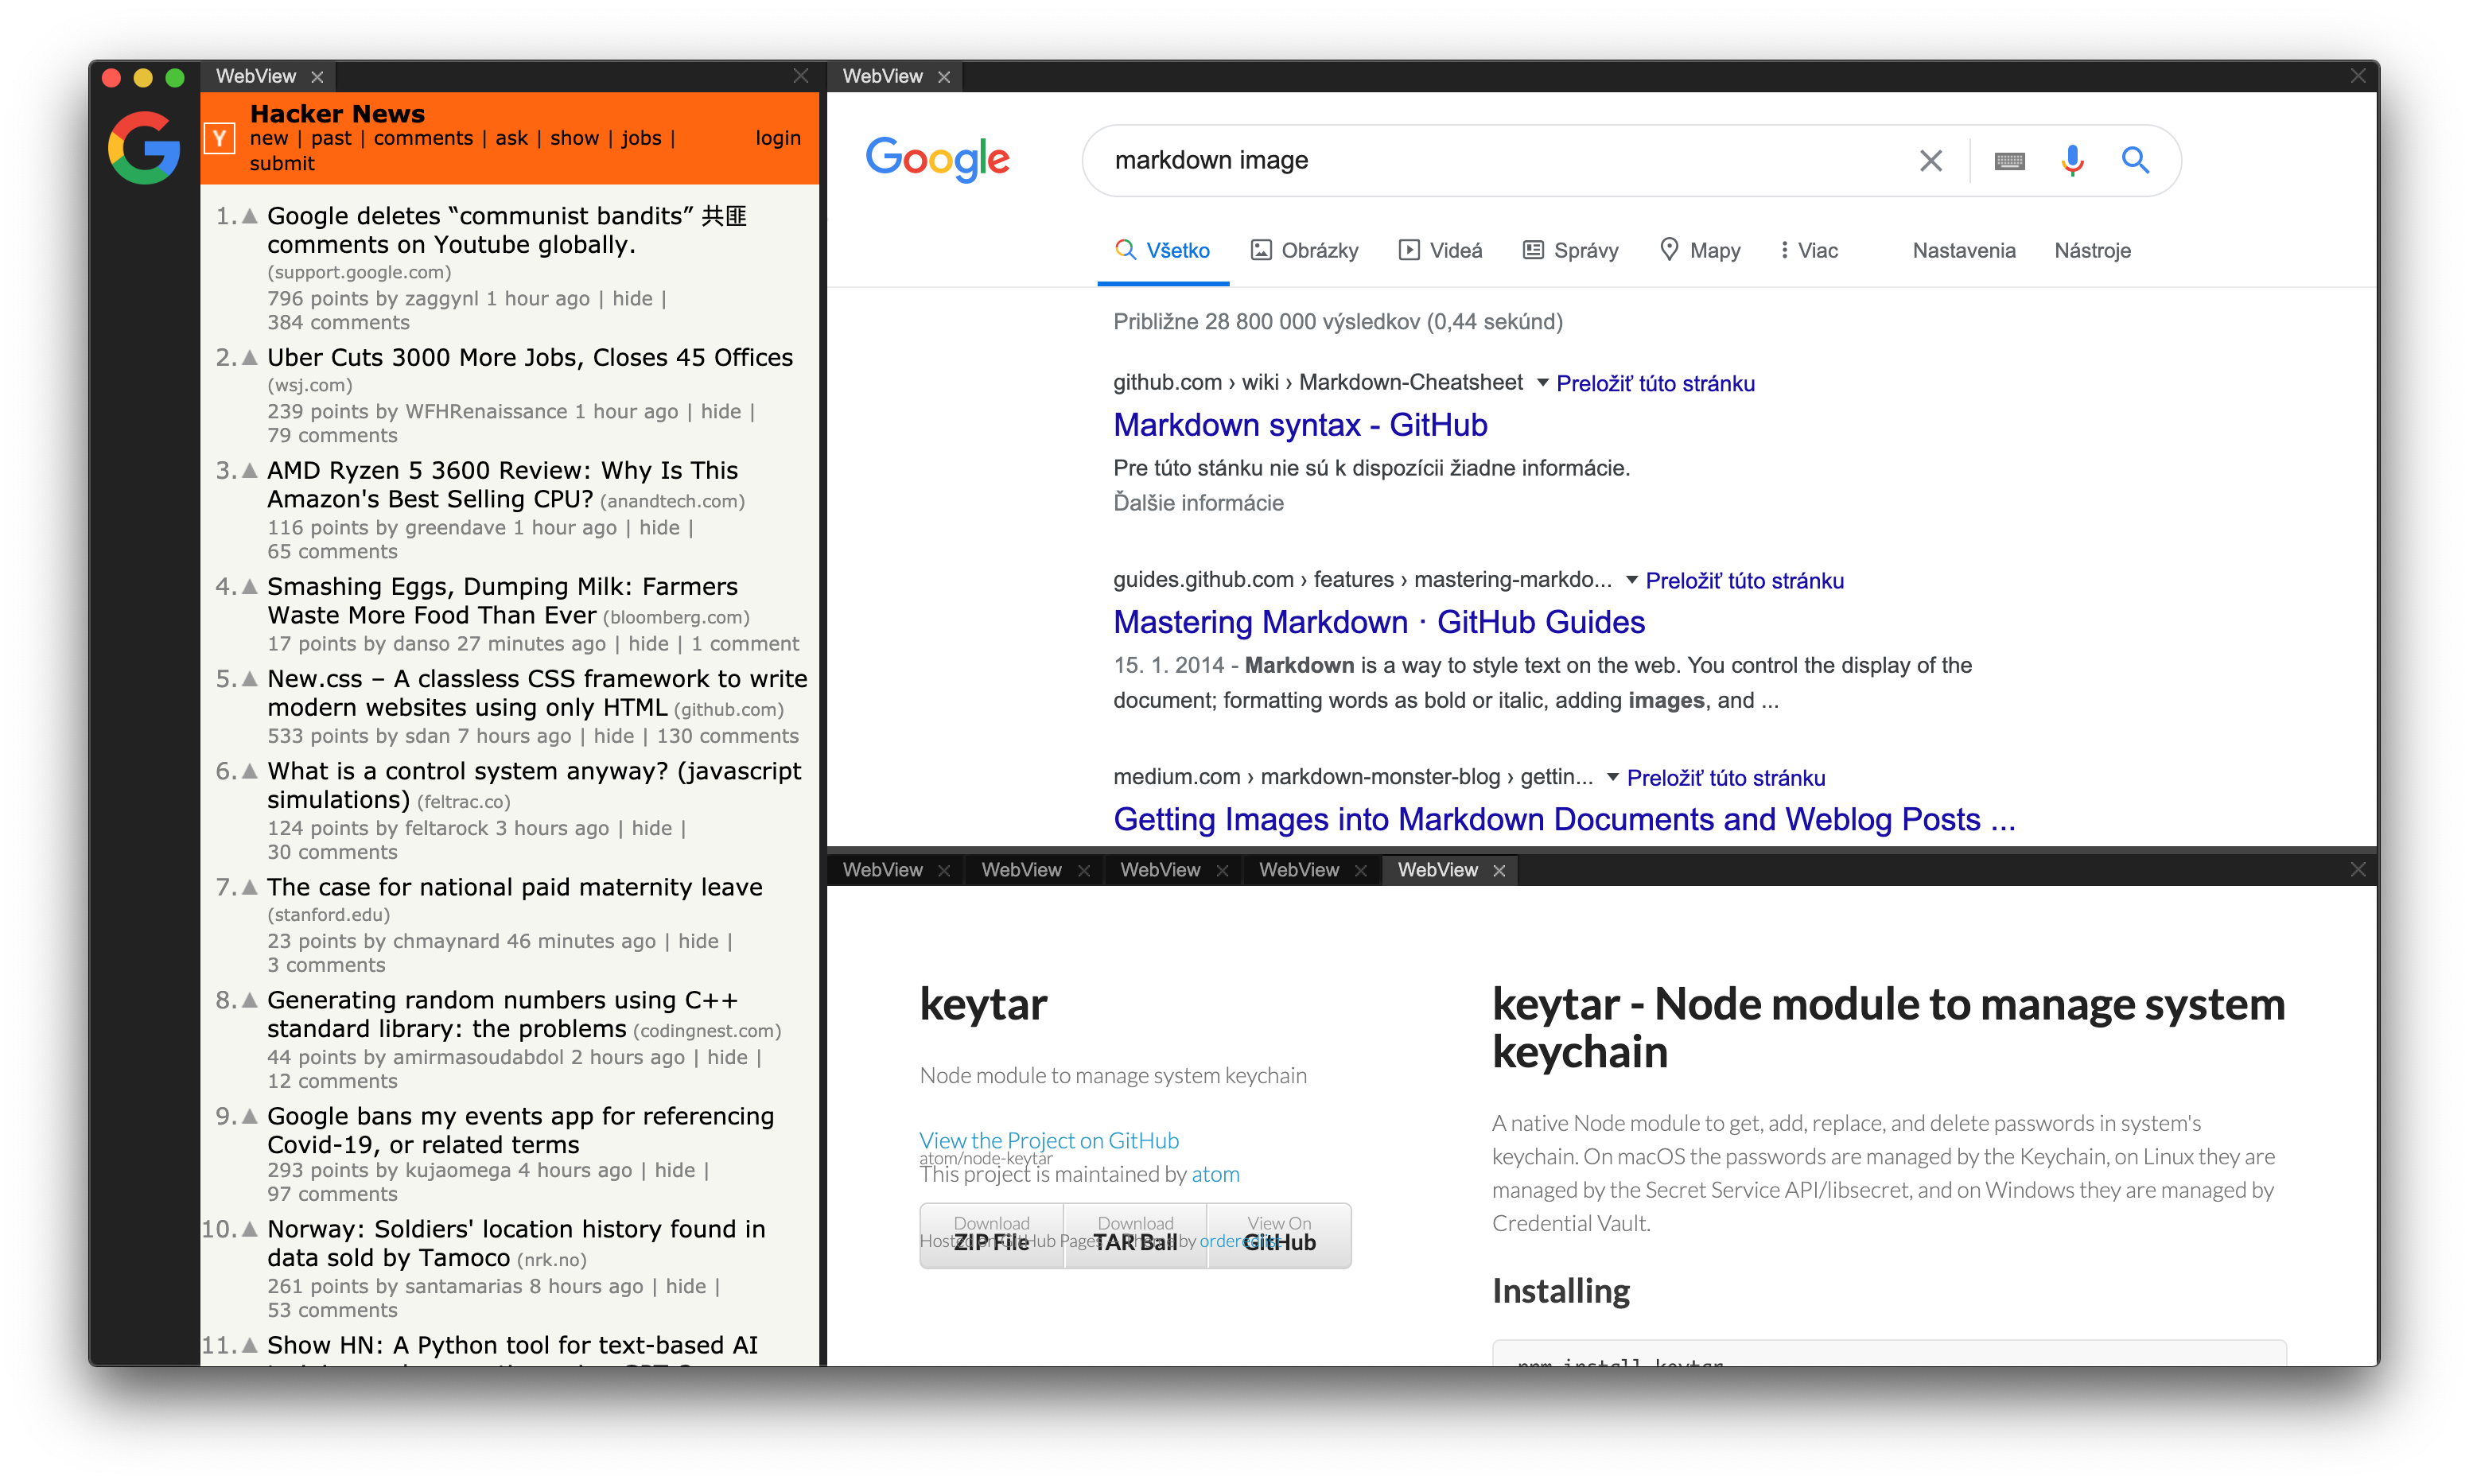 WebView
Hacker News
new | past | comments | ask | show | jobs | login
submit
1. Google deletes “communist bandits” 共匪
comments on Youtube globally.
(support.google.com)
796 points by zaggynl 1 hour ago | hide |
384 comments
2. Uber Cuts 3000 More Jobs, Closes 45 Offices
(wsj.com)
239 points by WFHRenaissance 1 hour ago | hide |
79 comments
3. AMD Ryzen 5 3600 Review: Why Is This
Amazon's Best Selling CPU? (anandtech.com)
116 points by greendave 1 hour ago | hide |
65 comments
4. Smashing Eggs, Dumping Milk: Farmers
Waste More Food Than Ever (bloomberg.com)
17 points by danso 27 minutes ago | hide | 1 comment
5. New.css – A classless CSS framework to write
modern websites using only HTML (github.com)
533 points by sdan 7 hours ago | hide | 130 comments
6. What is a control system anyway? (javascript
simulations) (feltrac.co)
124 points by feltarock 3 hours ago | hide |
30 comments
7. The case for national paid maternity leave
(stanford.edu)
23 points by chmaynard 46 minutes ago | hide |
3 comments
8. Generating random numbers using C++
standard library: the problems (codingnest.com)
44 points by amirmasoudabdol 2 hours ago | hide |
12 comments
9. Google bans my events app for referencing
Covid-19, or related terms
293 points by kujaomega 4 hours ago | hide |
97 comments
10. Norway: Soldiers' location history found in
data sold by Tamoco (nrk.no)
261 points by santamarias 8 hours ago | hide |
53 comments
11. Show HN: A Python tool for text-based AI
WebView
Google
markdown image
Všetko Obrázky Videá Správy Mapy Viac Nastavenia Nástroje
Približne 28 800 000 výsledkov (0,44 sekúnd)
github.com › wiki › Markdown-Cheatsheet Preložiť túto stránku
Markdown syntax - GitHub
Pre túto stánku nie sú k dispozícii žiadne informácie.
Ďalšie informácie
guides.github.com › features › mastering-markdo... Preložiť túto stránku
Mastering Markdown · GitHub Guides
15. 1. 2014 - Markdown is a way to style text on the web. You control the display of the
document; formatting words as bold or italic, adding images, and ...
medium.com › markdown-monster-blog › gettin... Preložiť túto stránku
Getting Images into Markdown Documents and Weblog Posts ...
WebView WebView WebView WebView WebView
keytar
Node module to manage system keychain
View the Project on GitHub
atom/node-keytar
This project is maintained by atom
Download ZIP File
Download TAR Ball
View On GitHub
Hosted on GitHub Pages — Theme by orderedlist
keytar - Node module to manage system
keychain
A native Node module to get, add, replace, and delete passwords in system's
keychain. On macOS the passwords are managed by the Keychain, on Linux they are
managed by the Secret Service API/libsecret, and on Windows they are managed by
Credential Vault.
Installing
npm install keytar